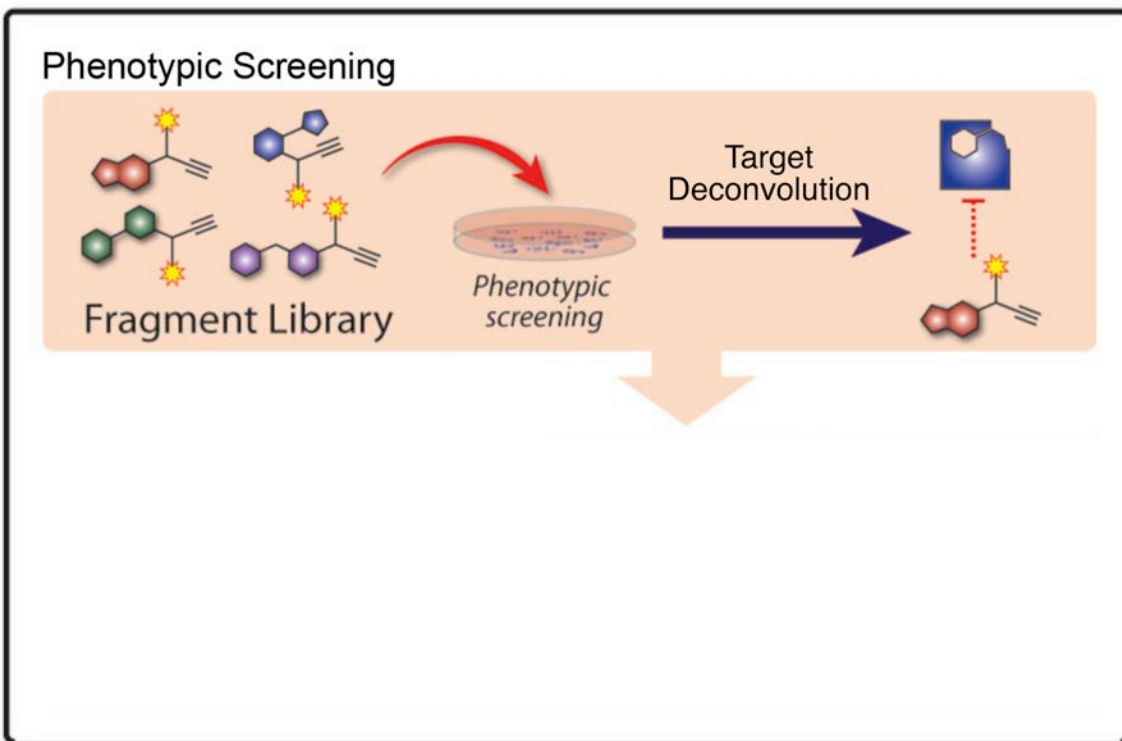 Phenotypic Screening
Target
Deconvolution
Phenotypic
screening
Fragment Library